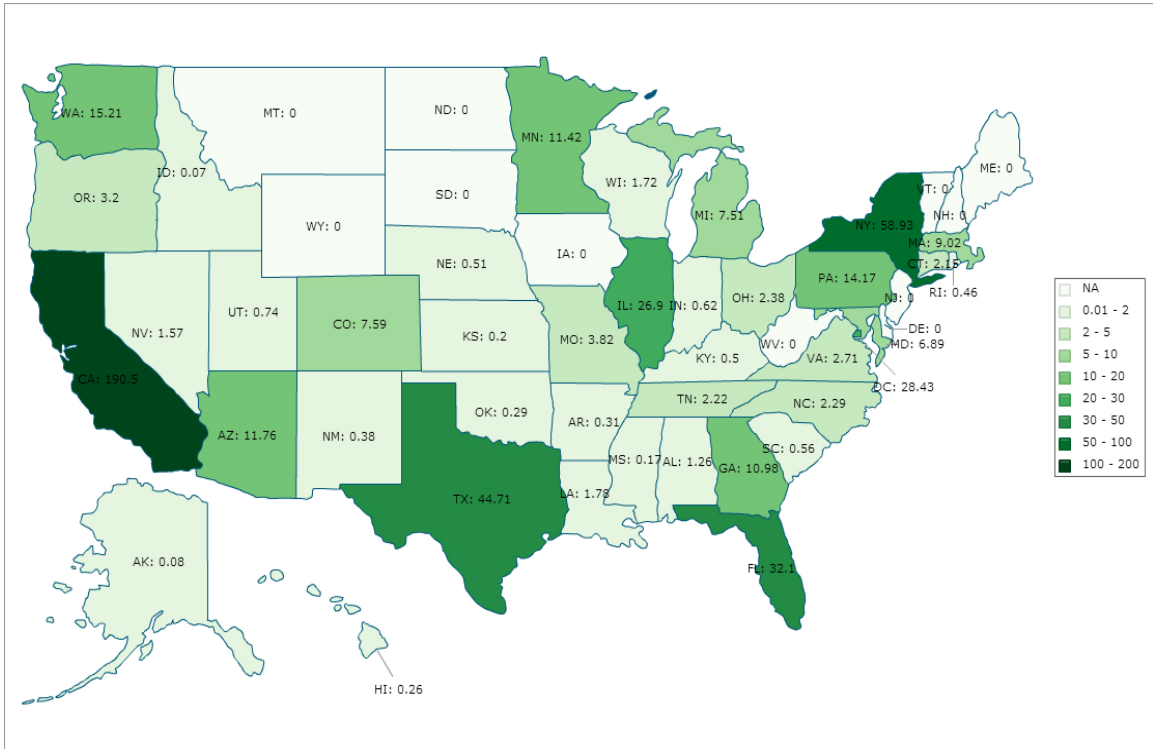 WA: 15.21
MT: 0
ND: 0
MN: 11.42
ME: 0
ID: 0.07
OR: 3.2
SD: 0
WI: 1.72
VT: 0
MI: 7.51
NH: 0
WY: 0
NY: 58.93
MA: 9.02
IA: 0
CT: 2.15
PA: 14.17
RI: 0.46
NE: 0.51
NJ: 0
OH: 2.38
IL: 26.9
IN: 0.62
UT: 0.74
NV: 1.57
CO: 7.59
KS: 0.2
MO: 3.82
DE: 0
WV: 0
MD: 6.89
KY: 0.5
VA: 2.71
CA: 190.5
DC: 28.43
TN: 2.22
NC: 2.29
OK: 0.29
AR: 0.31
AZ: 11.76
NM: 0.38
SC: 0.56
MS: 0.17
AL: 1.26
GA: 10.98
LA: 1.78
TX: 44.71
AK: 0.08
FL: 32.1
HI: 0.26
NA
0.01 - 2
2 - 5
5 - 10
10 - 20
20 - 30
30 - 50
50 - 100
100 - 200